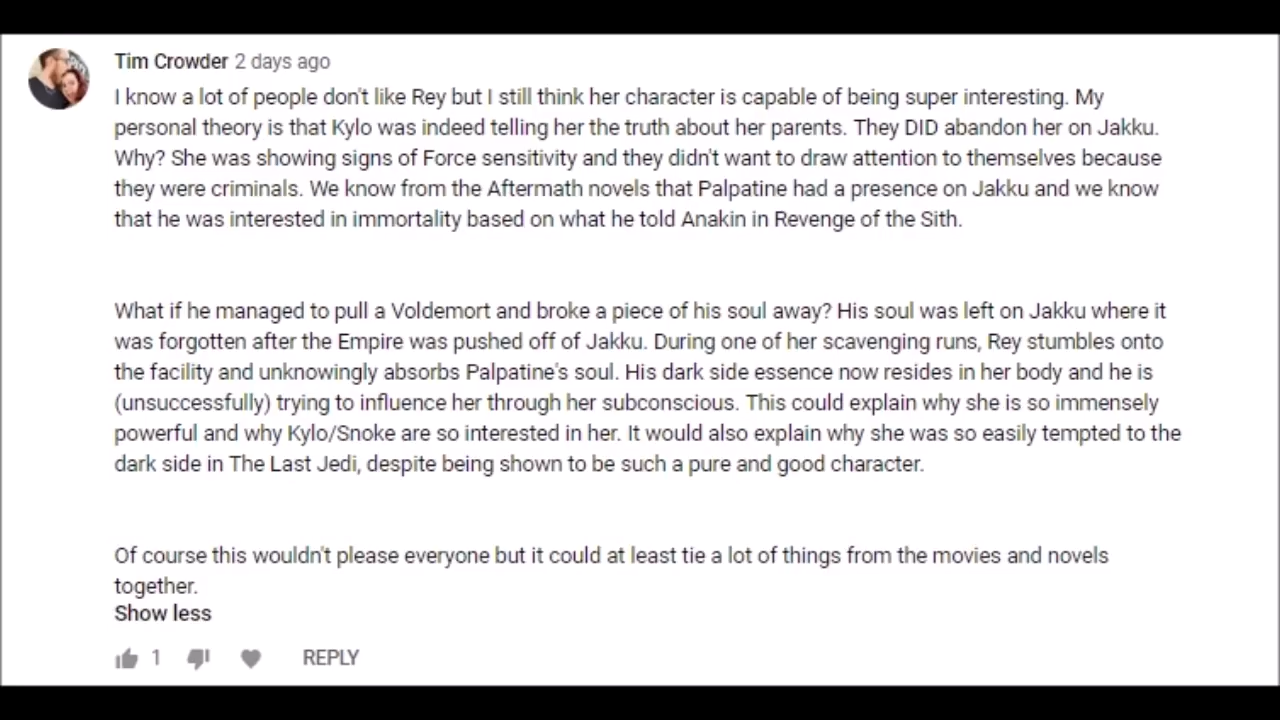 Tim Crowder 2 days ago
I know a lot of people don't like Rey but I still think her character is capable of being super interesting. My
personal theory is that Kylo was indeed telling her the truth about her parents. They DID abandon her on Jakku.
Why? She was showing signs of Force sensitivity and they didn't want to draw attention to themselves because
they were criminals. We know from the Aftermath novels that Palpatine had a presence on Jakku and we know
that he was interested in immortality based on what he told Anakin in Revenge of the Sith.
What if he managed to pull a Voldemort and broke a piece of his soul away? His soul was left on Jakku where it
was forgotten after the Empire was pushed off of Jakku. During one of her scavenging runs, Rey stumbles onto
the facility and unknowingly absorbs Palpatine's soul. His dark side essence now resides in her body and he is
(unsuccessfully) trying to influence her through her subconscious. This could explain why she is so immensely
powerful and why Kylo/Snoke are so interested in her. It would also explain why she was so easily tempted to the
dark side in The Last Jedi, despite being shown to be such a pure and good character.
Of course this wouldn't please everyone but it could at least tie a lot of things from the movies and novels
together.
Show less
1 REPLY